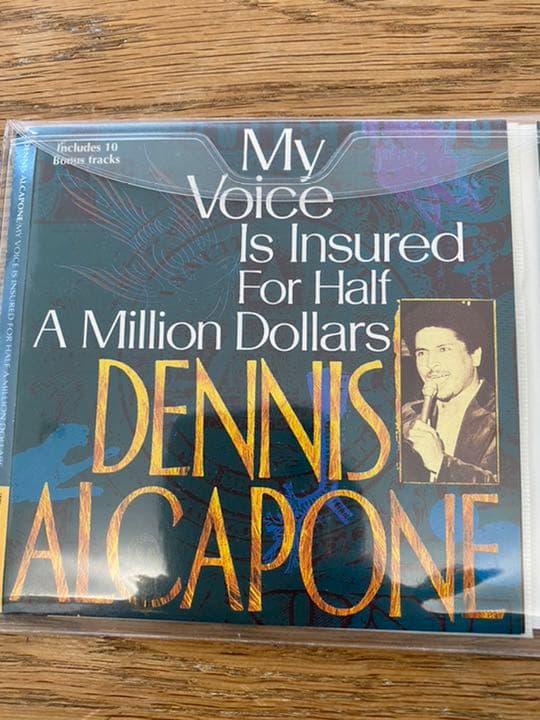 Includes 10
Bonus tracks
My
Voice
Is Insured
For Half
A Million Dollars
DENNIS
ALCAPONE
DENNIS ALCAPONE MY VOICE IS INSURED FOR HALF A MILLION DOLLARS